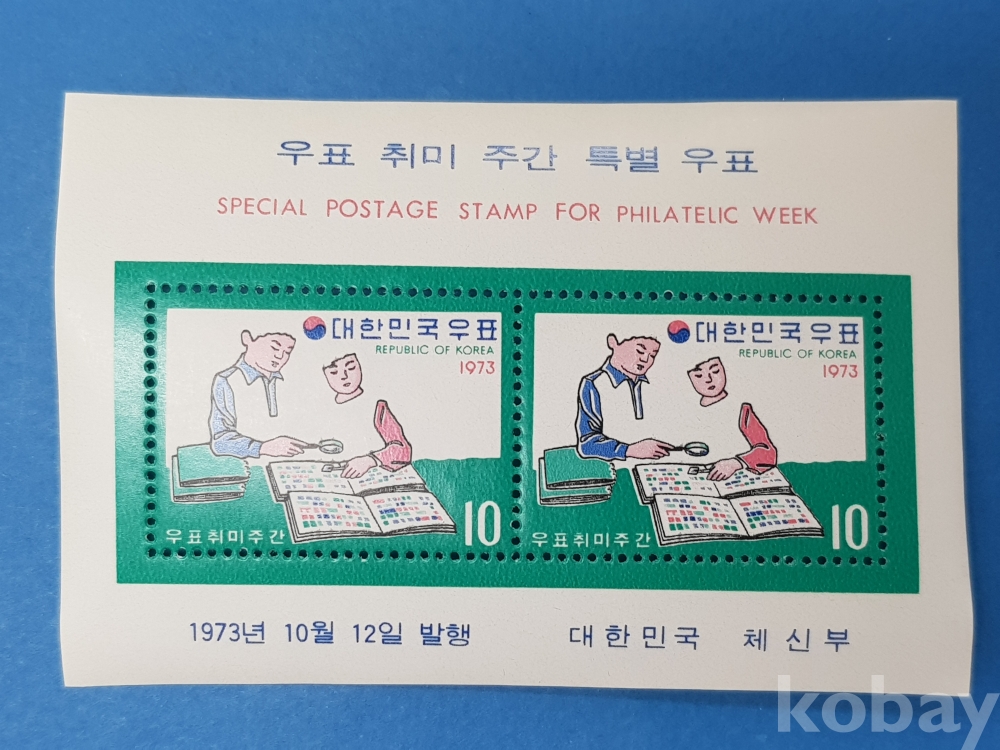 우표 취미 주간 특별 우표
SPECIAL POSTAGE STAMP FOR PHILATELIC WEEK
대한민국우표
REPUBLIC OF KOREA
1973
우표취미주간
10
대한민국우표
REPUBLIC OF KOREA
1973
우표취미주간
10
1973년 10월 12일 발행 대한민국 체신부
kobay